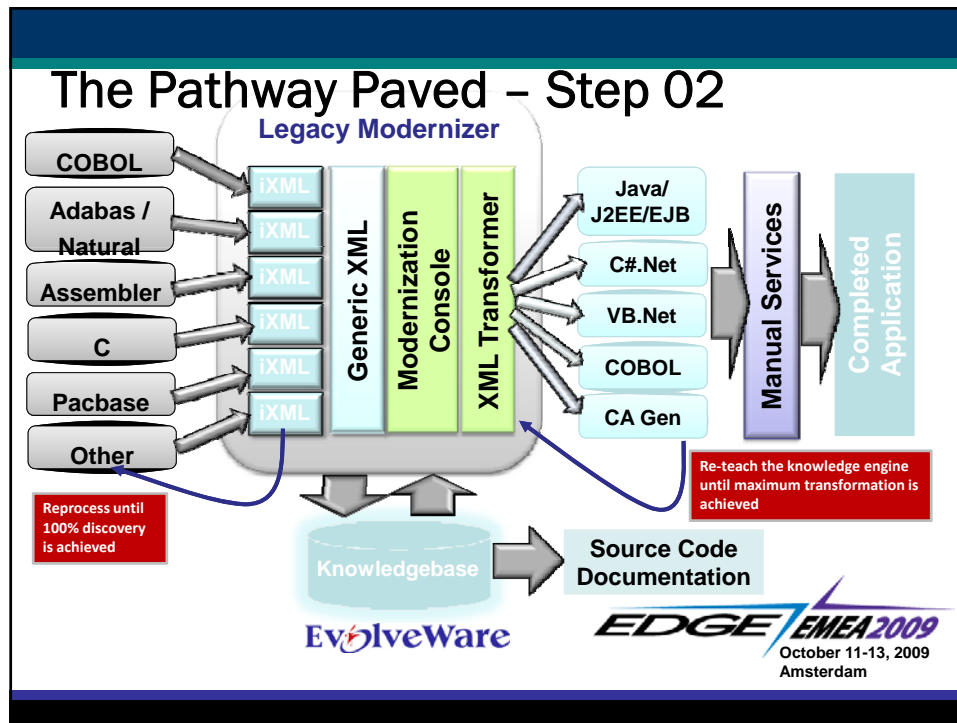 The Pathway Paved – Step 02
Legacy Modernizer
COBOL
Adabas /
Natural
Assembler
C
Pacbase
Other
iXML
iXML
iXML
iXML
iXML
iXML
Generic XML
Modernization
Console
XML Transformer
Java/
J2EE/EJB
C#.Net
VB.Net
COBOL
CA Gen
Manual Services
Completed
Application
Reprocess until
100% discovery
is achieved
Re-teach the knowledge engine
until maximum transformation is
achieved
Knowledgebase
Source Code
Documentation
EvolveWare
EDGE EMEA2009
October 11-13, 2009
Amsterdam